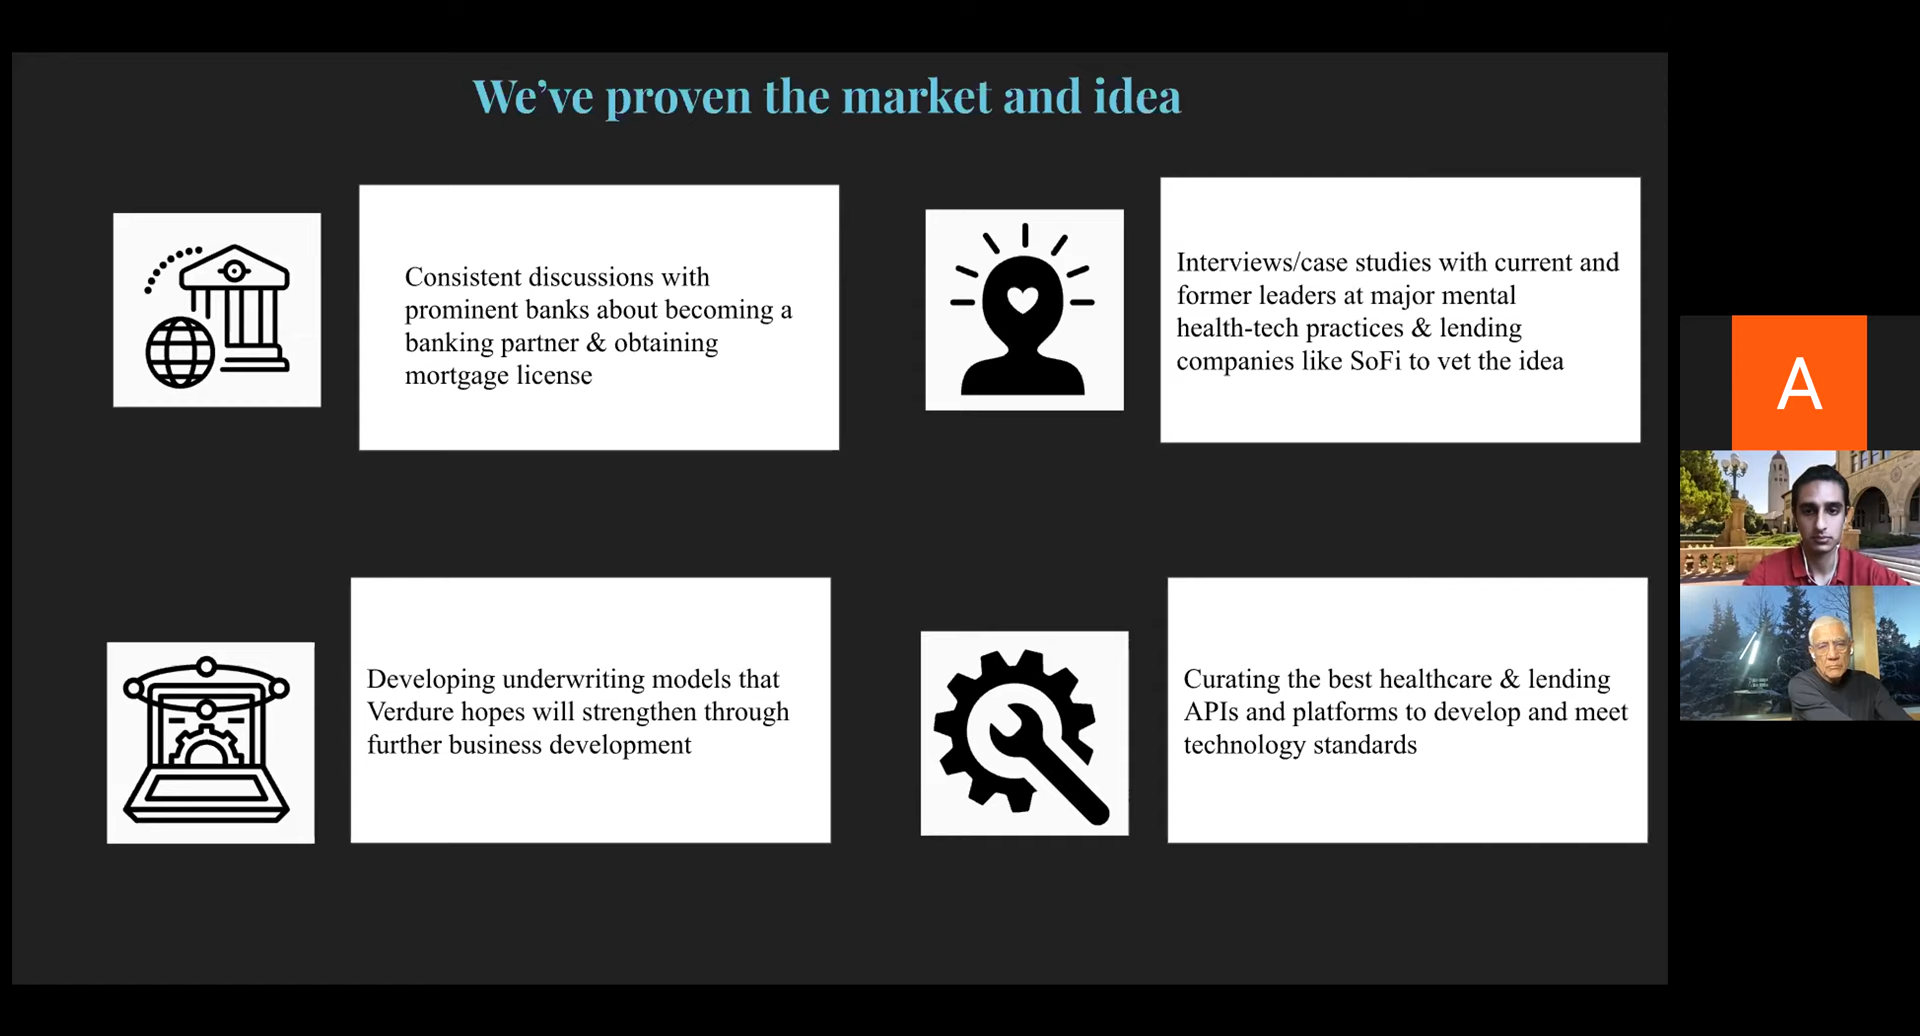 We’ve proven the market and idea
Consistent discussions with
prominent banks about becoming a
banking partner & obtaining
mortgage license
Interviews/case studies with current and
former leaders at major mental
health-tech practices & lending
companies like SoFi to vet the idea
Developing underwriting models that
Verdure hopes will strengthen through
further business development
Curating the best healthcare & lending
APIs and platforms to develop and meet
technology standards
A